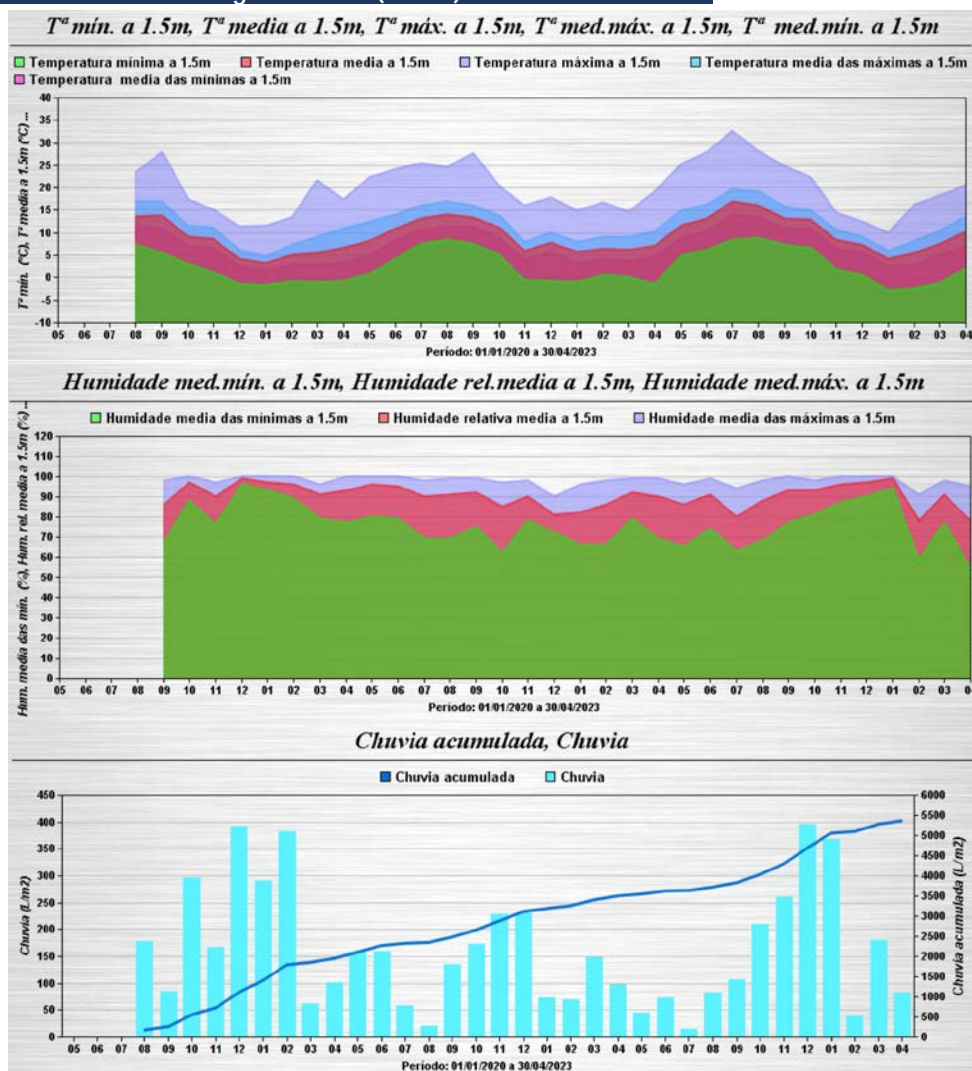 Tª mín. a 1.5m, Tª media a 1.5m, Tª máx. a 1.5m, Tª med.máx. a 1.5m, Tª med.mín. a 1.5m
Temperatura mínima a 1.5m Temperatura media a 1.5m Temperatura máxima a 1.5m Temperatura media das máximas a 1.5m
Temperatura media das mínimas a 1.5m
Tª mín. (ºC), Tª media a 1.5m (ºC) ...
40
35
30
25
20
15
10
5
0
-5
-10
05 06 07 08 09 10 11 12 01 02 03 04 05 06 07 08 09 10 11 12 01 02 03 04 05 06 07 08 09 10 11 12 01 02 03 04
Período: 01/01/2020 a 30/04/2023
Humidade med.mín. a 1.5m, Humidade rel.media a 1.5m, Humidade med.máx. a 1.5m
Humidade media das mínimas a 1.5m Humidade relativa media a 1.5m Humidade media das máximas a 1.5m
Hum. media das mín. (%), Hum. rel. media a 1.5m (%) ...
120
110
100
90
80
70
60
50
40
30
20
10
0
05 06 07 08 09 10 11 12 01 02 03 04 05 06 07 08 09 10 11 12 01 02 03 04 05 06 07 08 09 10 11 12 01 02 03 04
Período: 01/01/2020 a 30/04/2023
Chuvia acumulada, Chuvia
Chuvia acumulada Chuvia
Chuvia (L/m2)
450
400
350
300
250
200
150
100
50
0
6000
5500
5000
4500
4000
3500
3000
2500
2000
1500
1000
500
0
Chuvia acumulada (L/m2)
05 06 07 08 09 10 11 12 01 02 03 04 05 06 07 08 09 10 11 12 01 02 03 04 05 06 07 08 09 10 11 12 01 02 03 04
Período: 01/01/2020 a 30/04/2023